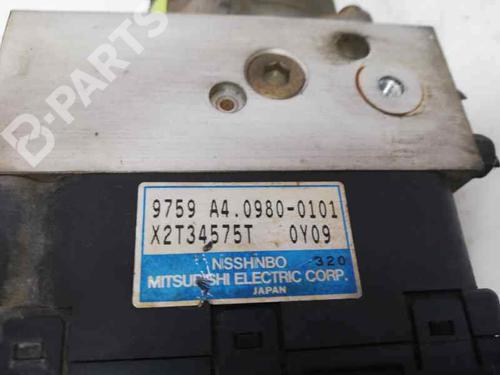 B-PARTS
9759 A4.0980-0101
X2T34575T 0Y09
NISSHINBO 320
MITSUBISHI ELECTRIC CORP.
JAPAN